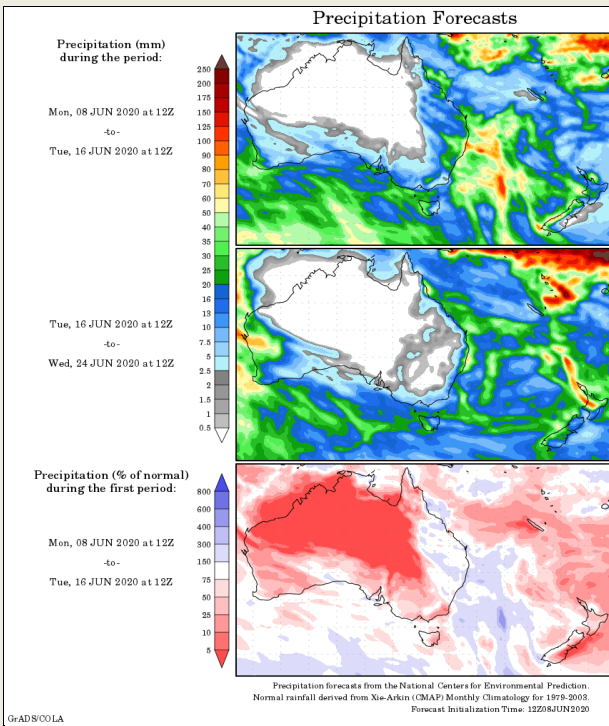 Precipitation Forecasts
Precipitation (mm)
during the period:
Mon, 08 JUN 2020 at 12Z
-to-
Tue, 16 JUN 2020 at 12Z
250
200
175
150
125
100
90
80
70
60
50
40
35
30
25
20
16
13
10
7.5
5
2.5
2
1.5
1
0.5
Tue, 16 JUN 2020 at 12Z
-to-
Wed, 24 JUN 2020 at 12Z
Precipitation (% of normal)
during the first period:
Mon, 08 JUN 2020 at 12Z
-to-
Tue, 16 JUN 2020 at 12Z
800
600
400
300
150
75
50
25
10
5
Precipitation forecasts from the National Centers for Environmental Prediction.
Normal rainfall derived from Xie-Arkin (CMAP) Monthly Climatology for 1979-2003.
Forecast Initialization Time: 12Z08JUN2020
GrADS/COLA